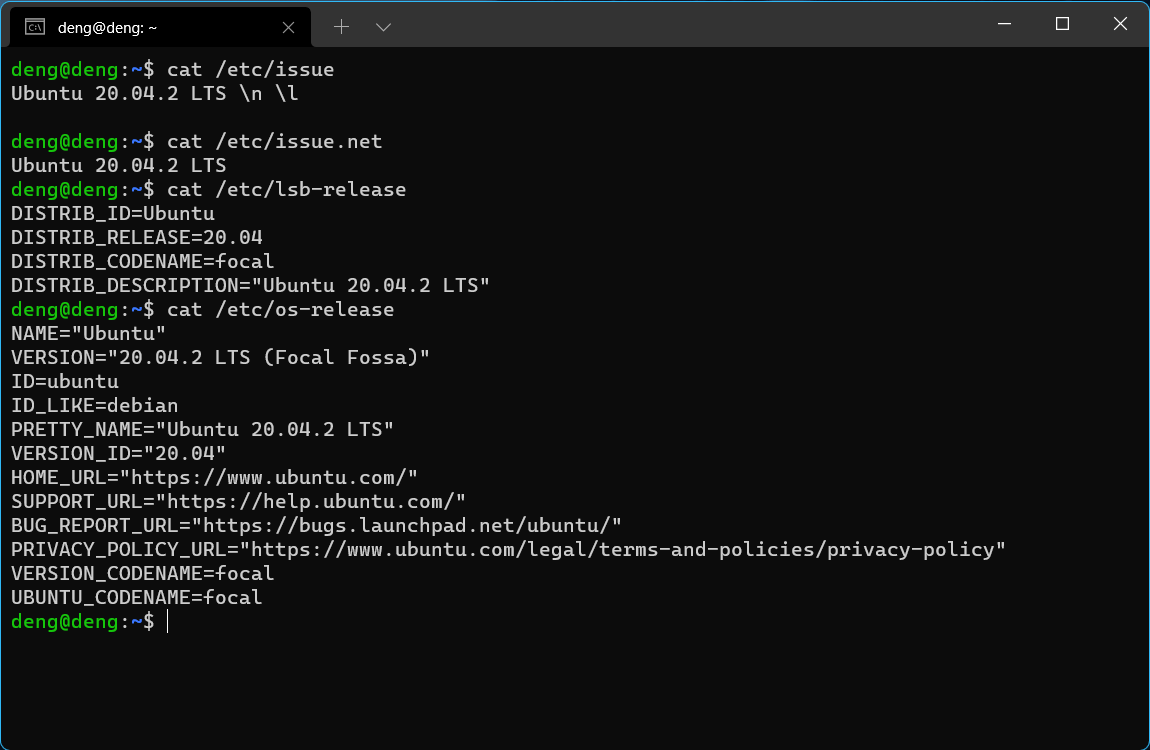 deng@deng: ~
deng@deng:~$ cat /etc/issue
Ubuntu 20.04.2 LTS \n \l

deng@deng:~$ cat /etc/issue.net
Ubuntu 20.04.2 LTS
deng@deng:~$ cat /etc/lsb-release
DISTRIB_ID=Ubuntu
DISTRIB_RELEASE=20.04
DISTRIB_CODENAME=focal
DISTRIB_DESCRIPTION="Ubuntu 20.04.2 LTS"
deng@deng:~$ cat /etc/os-release
NAME="Ubuntu"
VERSION="20.04.2 LTS (Focal Fossa)"
ID=ubuntu
ID_LIKE=debian
PRETTY_NAME="Ubuntu 20.04.2 LTS"
VERSION_ID="20.04"
HOME_URL="https://www.ubuntu.com/"
SUPPORT_URL="https://help.ubuntu.com/"
BUG_REPORT_URL="https://bugs.launchpad.net/ubuntu/"
PRIVACY_POLICY_URL="https://www.ubuntu.com/legal/terms-and-policies/privacy-policy"
VERSION_CODENAME=focal
UBUNTU_CODENAME=focal
deng@deng:~$